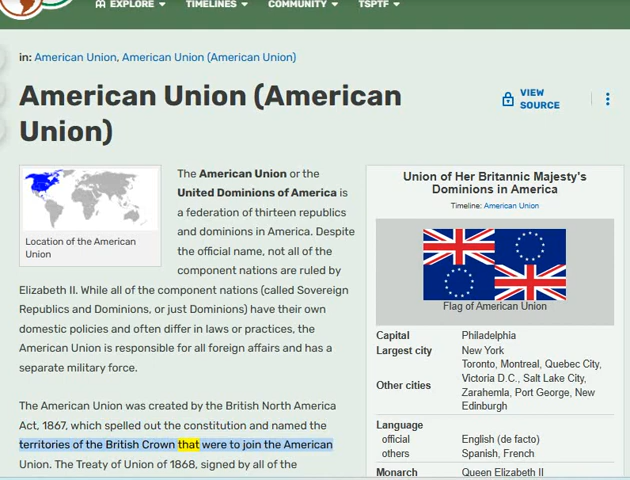 EXPLORE TIMELINES COMMUNITY TSPTF
in: American Union, American Union (American Union)
American Union (American
Union)
VIEW
SOURCE
Location of the American
Union
The American Union or the
United Dominions of America is
a federation of thirteen republics
and dominions in America. Despite
the official name, not all of the
component nations are ruled by
Elizabeth II. While all of the component nations (called Sovereign
Republics and Dominions, or just Dominions) have their own
domestic policies and often differ in laws or practices, the
American Union is responsible for all foreign affairs and has a
separate military force.
The American Union was created by the British North America
Act, 1867, which spelled out the constitution and named the
territories of the British Crown that were to join the American
Union. The Treaty of Union of 1868, signed by all of the
Union of Her Britannic Majesty's
Dominions in America
Timeline: American Union
Flag of American Union
Capital Philadelphia
Largest city New York
Other cities Toronto, Montreal, Quebec City,
Victoria D.C., Salt Lake City,
Zarahemla, Port George, New
Edinburgh
Language
official English (de facto)
others Spanish, French
Monarch Queen Elizabeth II